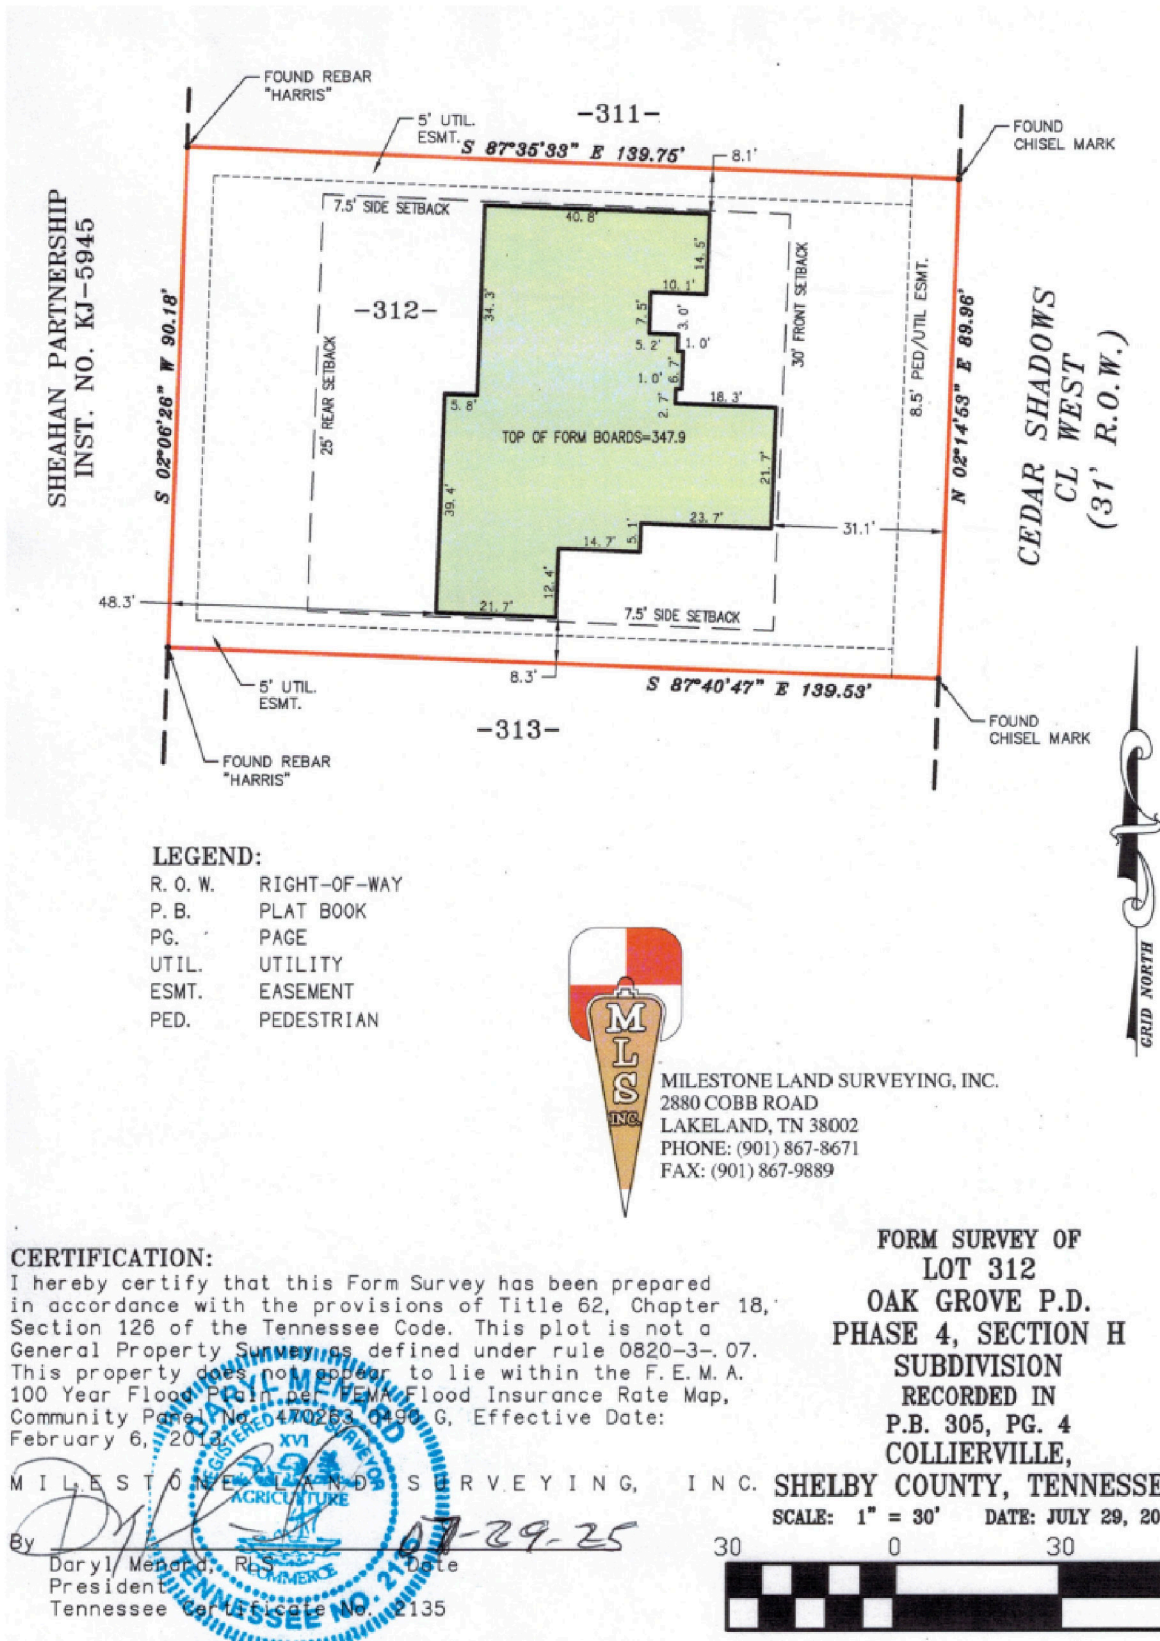 FOUND REBAR
"HARRIS"
5' UTIL.
ESMT.
-311-
S 87°35'33" E 139.75'
8.1'
FOUND
CHISEL MARK
SHEAHAN PARTNERSHIP
INST. NO. KJ-5945
S 02°06'26" W 90.18'
7.5' SIDE SETBACK
40.8'
14.5'
10.1'
7.5'
3.0'
5.2'
1.0'
1.0'
6.7'
2.7'
18.3'
-312-
34.3'
25' REAR SETBACK
5.8'
30' FRONT SETBACK
8.5' PED/UTIL ESMT.
N 02°14'53" E 89.96'
CEDAR SHADOWS
CL WEST
(31' R.O.W.)
TOP OF FORM BOARDS=347.9
39.4'
21.7'
23.7'
31.1'
5.1'
14.7'
12.4'
48.3'
21.7'
7.5' SIDE SETBACK
8.3'
S 87°40'47" E 139.53'
5' UTIL.
ESMT.
-313-
FOUND
CHISEL MARK
FOUND REBAR
"HARRIS"
GRID NORTH
LEGEND:
R.O.W. RIGHT-OF-WAY
P.B. PLAT BOOK
PG. PAGE
UTIL. UTILITY
ESMT. EASEMENT
PED. PEDESTRIAN
MLS
INC.
MILESTONE LAND SURVEYING, INC.
2880 COBB ROAD
LAKELAND, TN 38002
PHONE: (901) 867-8671
FAX: (901) 867-9889
CERTIFICATION:
I hereby certify that this Form Survey has been prepared
in accordance with the provisions of Title 62, Chapter 18,
Section 126 of the Tennessee Code. This plot is not a
General Property Survey as defined under rule 0820-3-.07.
This property does not appear to lie within the F.E.M.A.
100 Year Flood Plain per FEMA Flood Insurance Rate Map,
Community Panel No. 470263 0490 G, Effective Date:
February 6, 2013.
MILESTONE LAND SURVEYING, INC.
By 07-29-25
Daryl Menard, RLS Date
President
Tennessee Certificate No. 2135
DARYL MENARD
REGISTERED LAND SURVEYOR
XVI
AGRICULTURE
COMMERCE
TENNESSEE NO. 2135
FORM SURVEY OF
LOT 312
OAK GROVE P.D.
PHASE 4, SECTION H
SUBDIVISION
RECORDED IN
P.B. 305, PG. 4
COLLIERVILLE,
SHELBY COUNTY, TENNESSE
SCALE: 1" = 30' DATE: JULY 29, 20
30 0 30